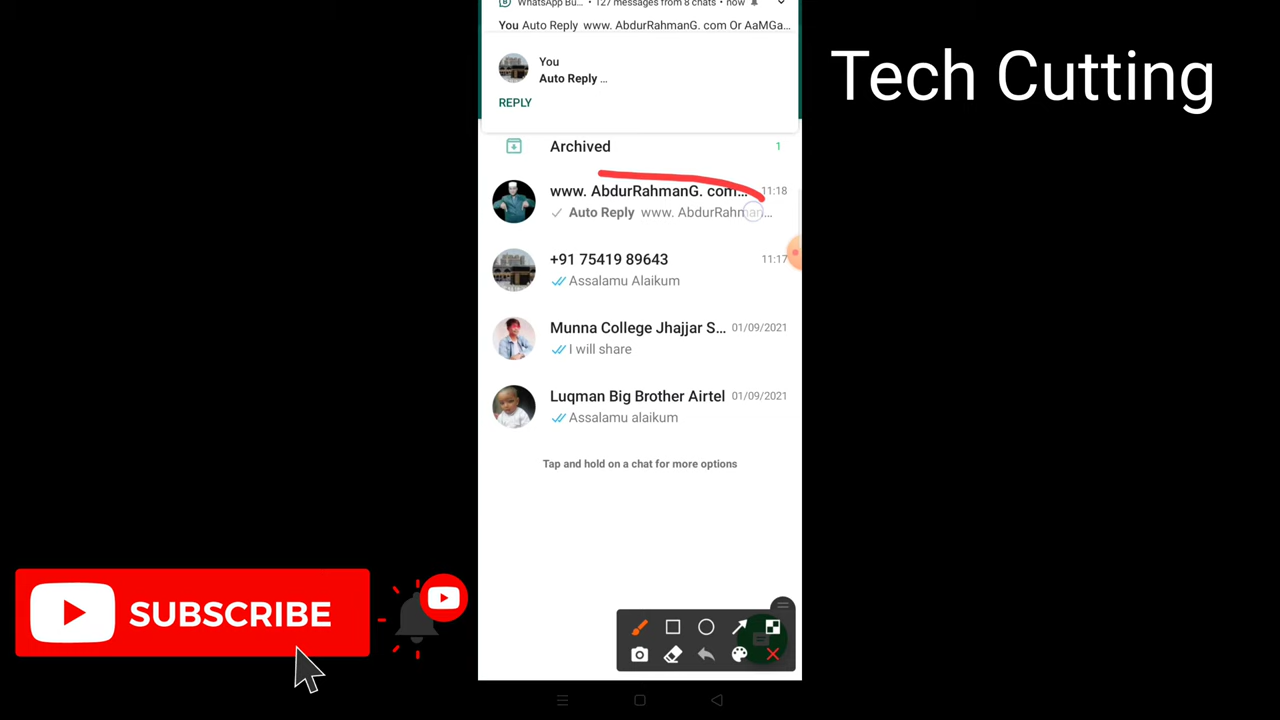 WhatsApp Bu... • 127 messages from 8 chats • now
You Auto Reply www. AbdurRahmanG. com Or AaMGa...
You
Auto Reply ...
REPLY
Tech Cutting
Archived 1
www. AbdurRahmanG. com... 11:18
Auto Reply www. AbdurRahman...
+91 75419 89643 11:17
Assalamu Alaikum
Munna College Jhajjar S... 01/09/2021
I will share
Luqman Big Brother Airtel 01/09/2021
Assalamu alaikum
Tap and hold on a chat for more options
SUBSCRIBE